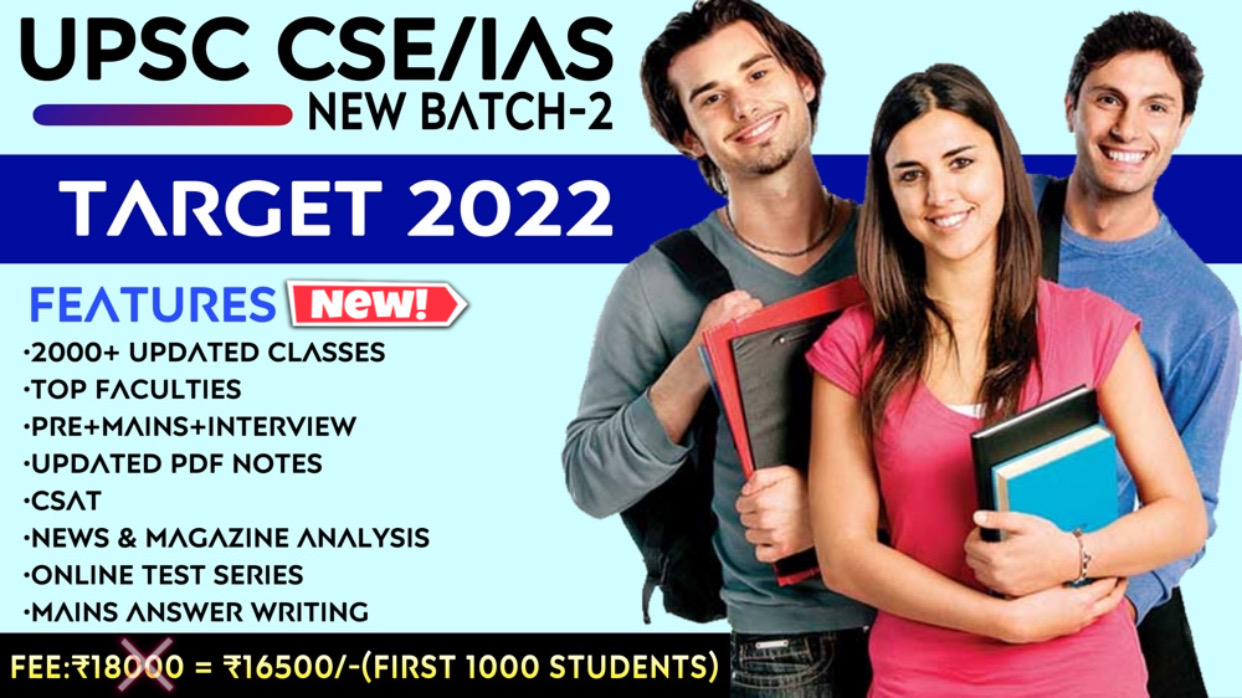 UPSC CSE/IAS
NEW BATCH-2
TARGET 2022
FEATURES New!
•2000+ UPDATED CLASSES
•TOP FACULTIES
•PRE+MAINS+INTERVIEW
•UPDATED PDF NOTES
•CSAT
•NEWS & MAGAZINE ANALYSIS
•ONLINE TEST SERIES
•MAINS ANSWER WRITING
FEE:₹18000 = ₹16500/-(FIRST 1000 STUDENTS)